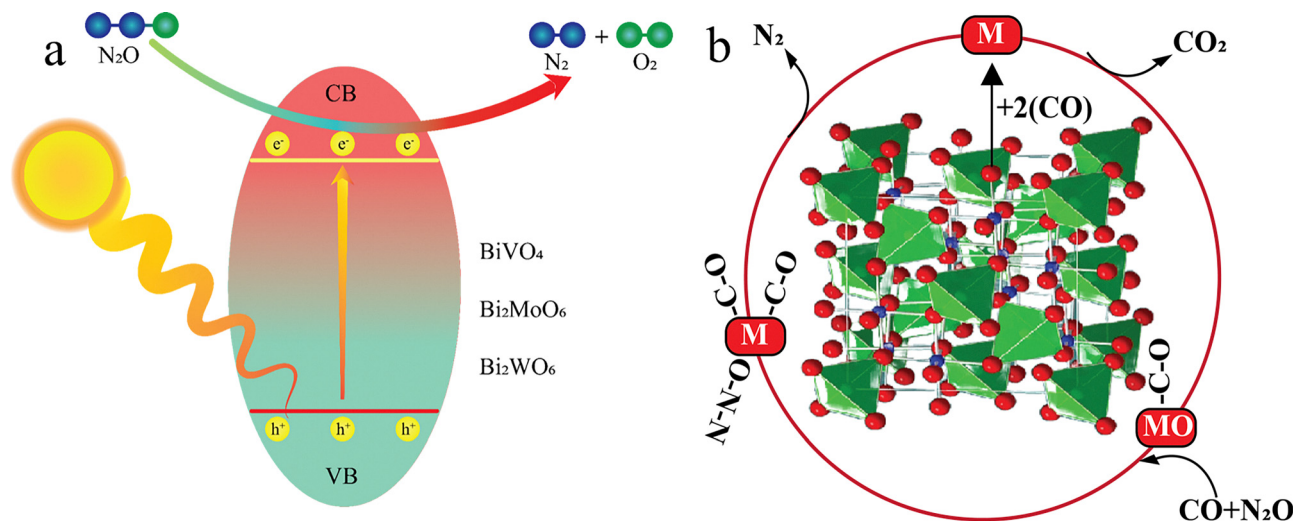 a
N₂O
N₂
+
O₂
CB
e⁻
e⁻
e⁻
BiVO₄
Bi₂MoO₆
Bi₂WO₆
h⁺
h⁺
h⁺
VB
b
N₂
M
CO₂
+2(CO)
C-O
C-O
M
N-N-O
C-O
MO
CO+N₂O